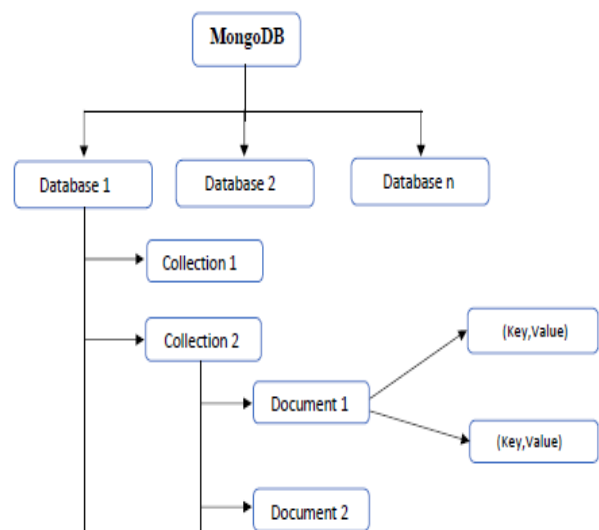 MongoDB
Database 1
Database 2
Database n
Collection 1
Collection 2
(Key,Value)
Document 1
(Key,Value)
Document 2